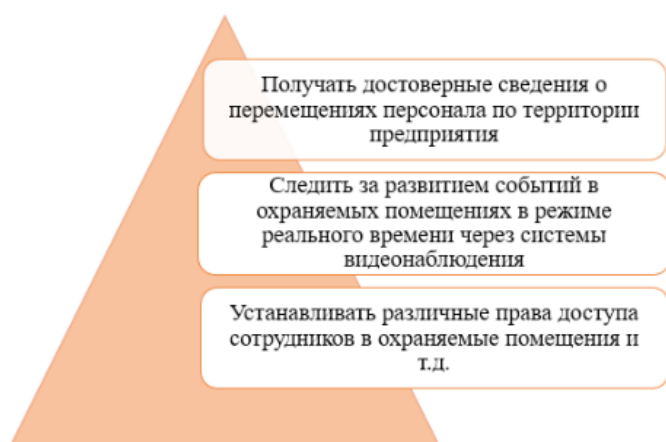 Получать достоверные сведения о
перемещениях персонала по территории
предприятия
Следить за развитием событий в
охраняемых помещениях в режиме
реального времени через системы
видеонаблюдения
Устанавливать различные права доступа
сотрудников в охраняемые помещения и
т.д.